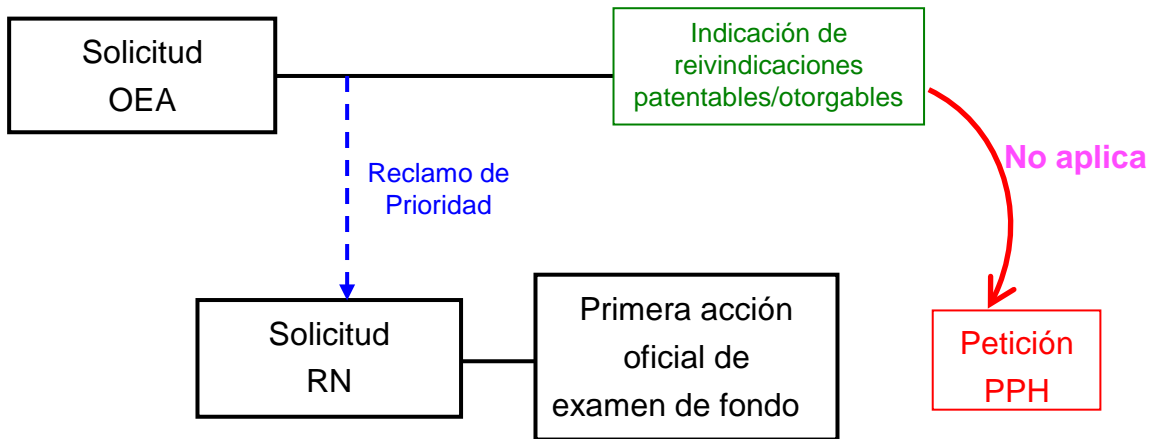 Solicitud
OEA
Indicación de
reivindicaciones
patentables/otorgables
No aplica
Reclamo de
Prioridad
Solicitud
RN
Primera acción
oficial de
examen de fondo
Petición
PPH